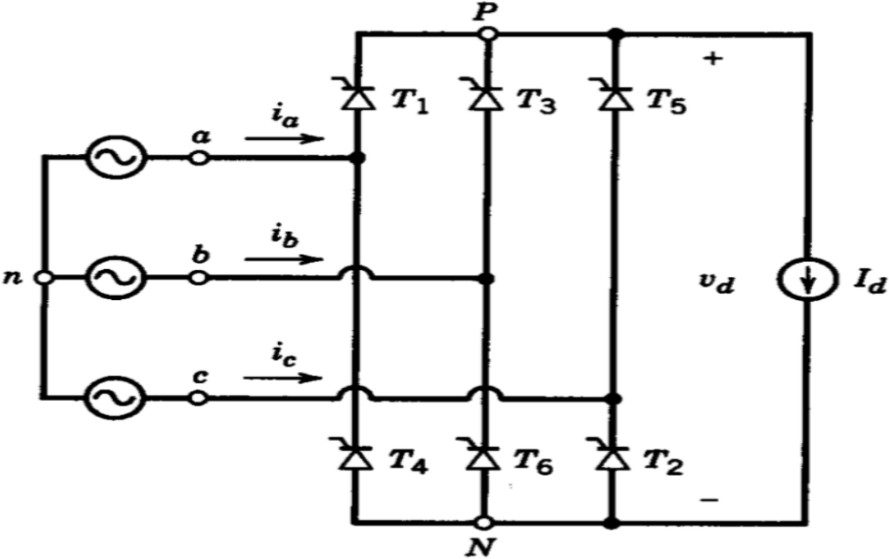 P
+
T1 T3 T5
a ia
b ib
n vd Id
c ic
T4 T6 T2
−
N